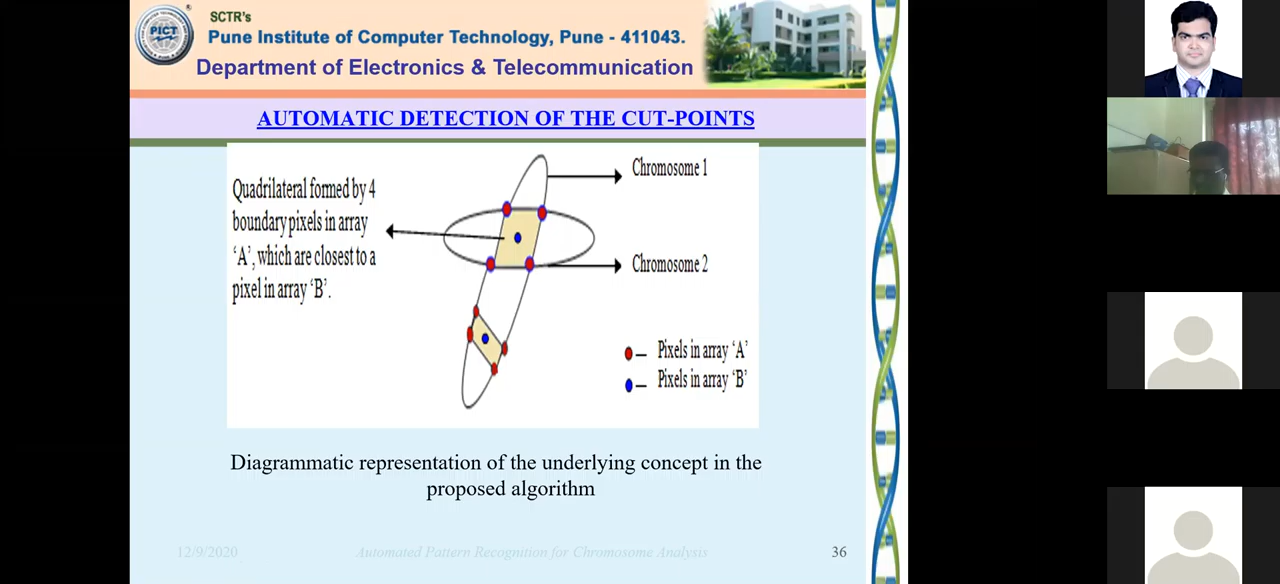 SCTR's
PICT
Pune Institute of Computer Technology, Pune - 411043.
Department of Electronics & Telecommunication
AUTOMATIC DETECTION OF THE CUT-POINTS
Quadrilateral formed by 4
boundary pixels in array
‘A’, which are closest to a
pixel in array ‘B’.
Chromosome 1
Chromosome 2
– Pixels in array ‘A’
– Pixels in array ‘B’
Diagrammatic representation of the underlying concept in the
proposed algorithm
12/9/2020
Automated Pattern Recognition for Chromosome Analysis
36